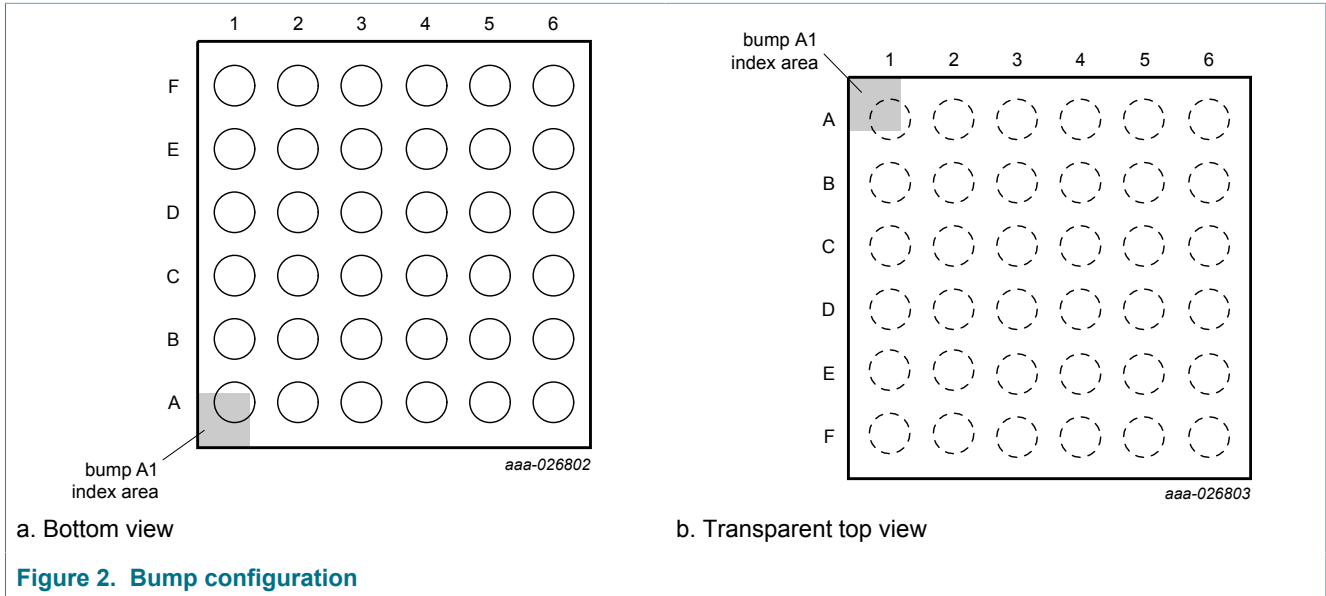 1 2 3 4 5 6
F
E
D
C
B
A
bump A1
index area
aaa-026802
a. Bottom view
bump A1
index area
1 2 3 4 5 6
A
B
C
D
E
F
aaa-026803
b. Transparent top view
Figure 2. Bump configuration